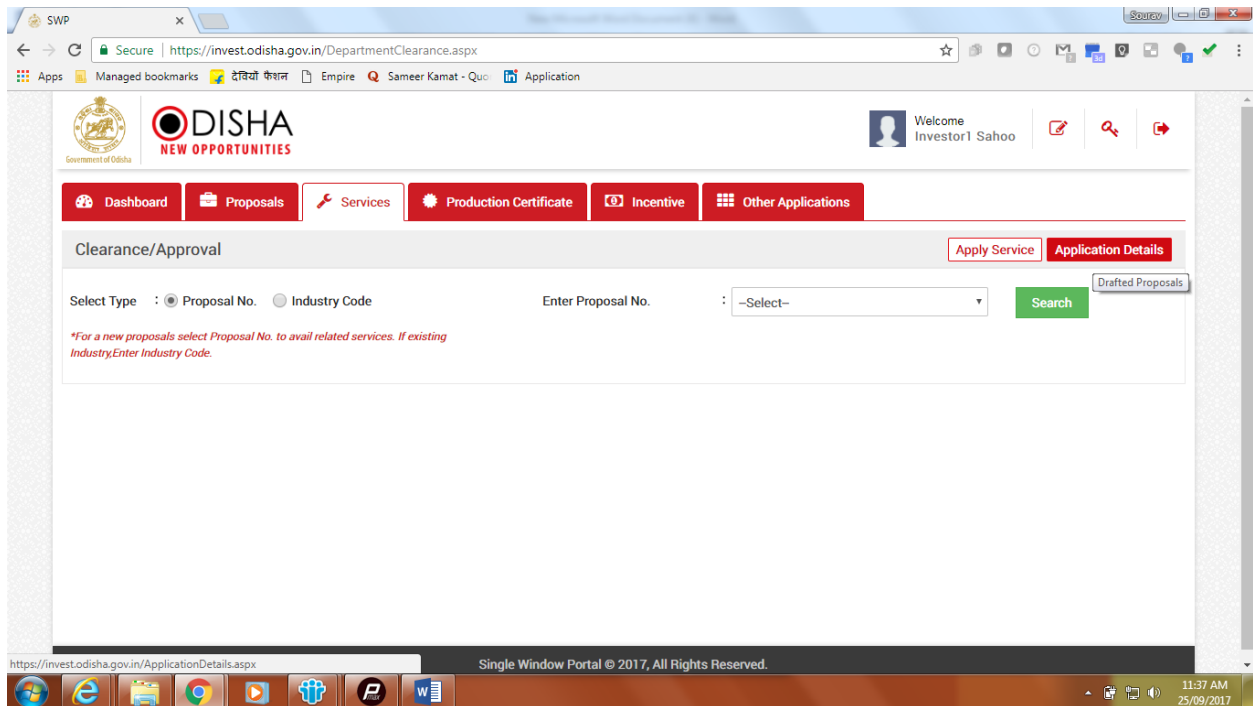 SWP
Sourav
Secure | https://invest.odisha.gov.in/DepartmentClearance.aspx
Apps Managed bookmarks देवियों फैशन Empire Sameer Kamat - Quo Application
Government of Odisha
ODISHA
NEW OPPORTUNITIES
Welcome
Investor1 Sahoo
Dashboard Proposals Services Production Certificate Incentive Other Applications
Clearance/Approval Apply Service Application Details
Drafted Proposals
Select Type : Proposal No. Industry Code Enter Proposal No. : --Select-- Search
*For a new proposals select Proposal No. to avail related services. If existing
Industry,Enter Industry Code.
https://invest.odisha.gov.in/ApplicationDetails.aspx
Single Window Portal © 2017, All Rights Reserved.
11:37 AM
25/09/2017